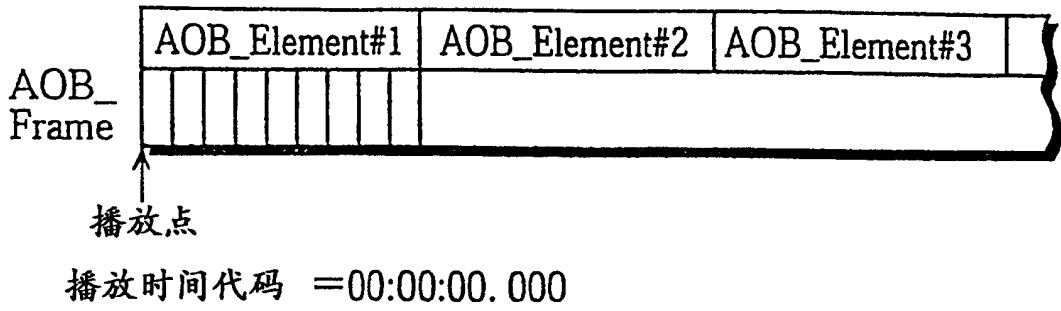 AOB_Element#1 AOB_Element#2 AOB_Element#3
AOB_
Frame
播放点
播放时间代码 =00:00:00. 000